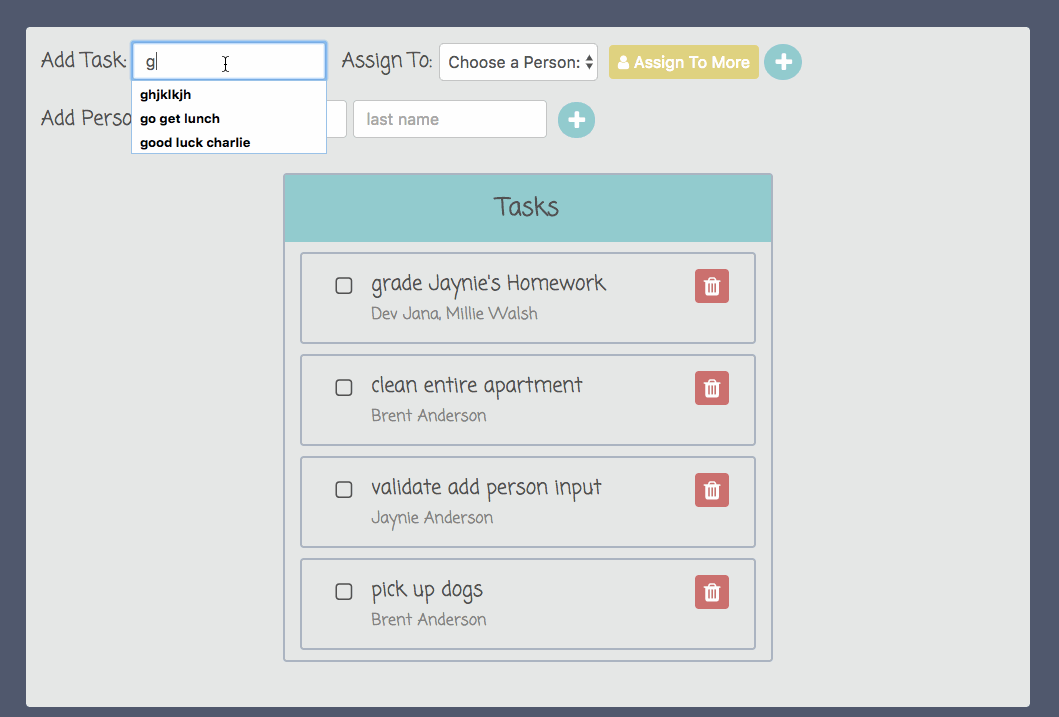 Add Task: g Assign To: Choose a Person: Assign To More
ghjklkjh
go get lunch
good luck charlie
Add Perso last name
Tasks
grade Jaynie's Homework
Dev Jana, Millie Walsh
clean entire apartment
Brent Anderson
validate add person input
Jaynie Anderson
pick up dogs
Brent Anderson